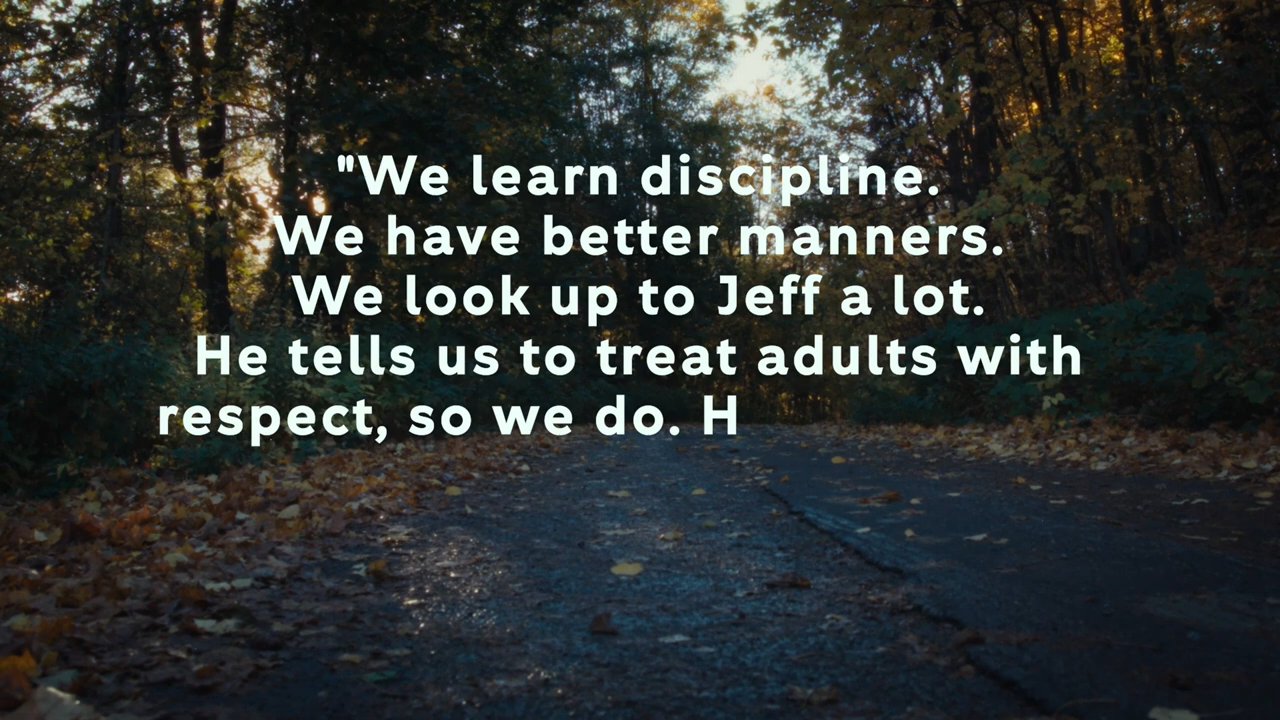 "We learn discipline.
We have better manners.
We look up to Jeff a lot.
He tells us to treat adults with
respect, so we do. H